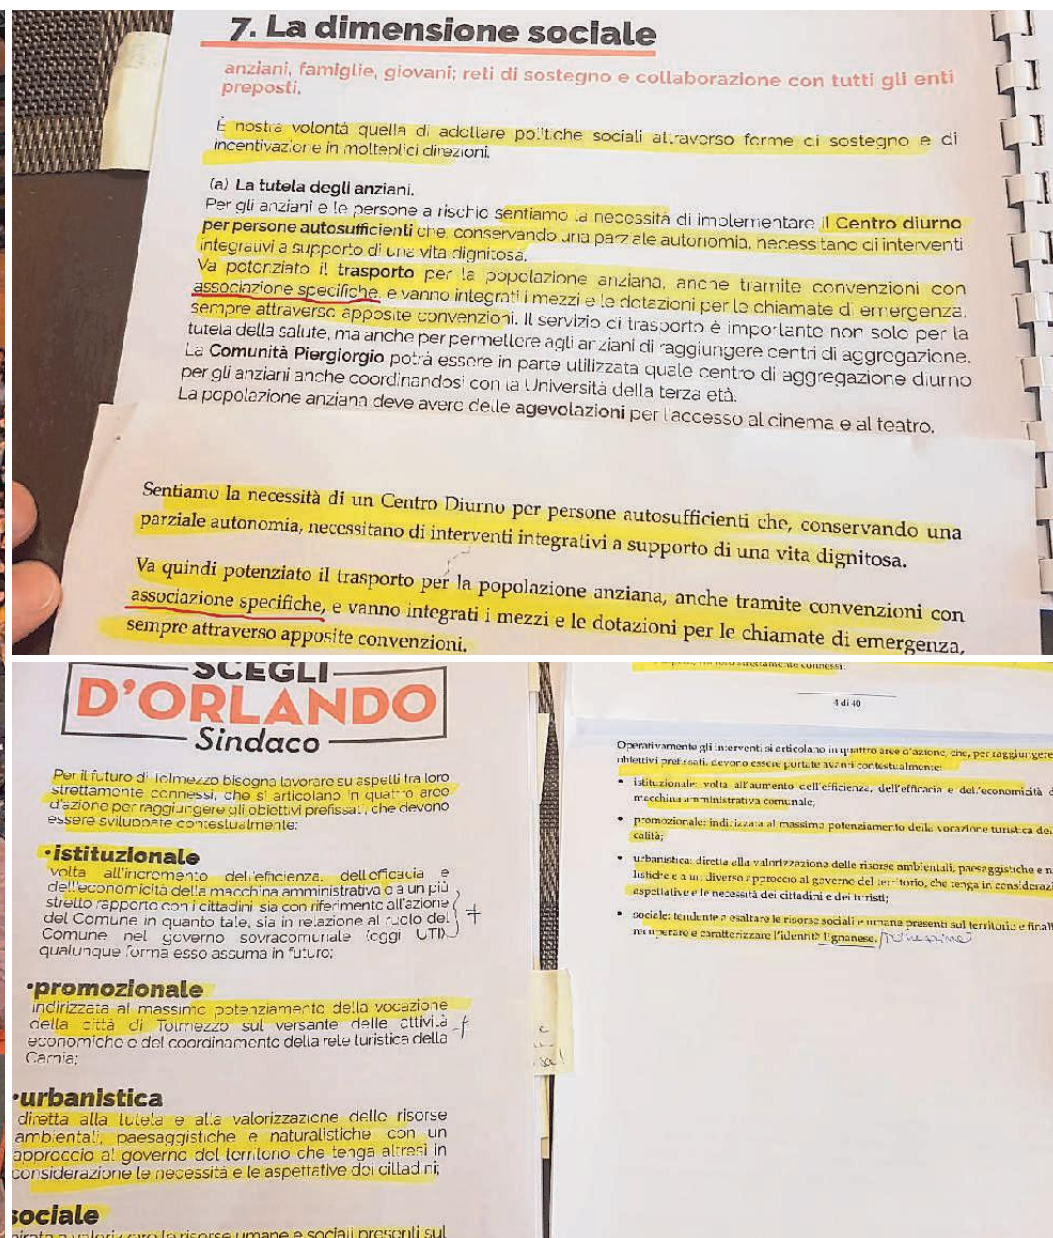 7. La dimensione sociale
anziani, famiglie, giovani; reti di sostegno e collaborazione con tutti gli enti
preposti.
È nostra volontà quella di adottare politiche sociali attraverso forme di sostegno e di
incentivazione in molteplici direzioni.
(a) La tutela degli anziani.
Per gli anziani e le persone a rischio sentiamo la necessità di implementare il Centro diurno
per persone autosufficienti che, conservando una parziale autonomia, necessitano di interventi
integrativi a supporto di una vita dignitosa.
Va potenziato il trasporto per la popolazione anziana, anche tramite convenzioni con
associazione specifiche, e vanno integrati i mezzi e le dotazioni per le chiamate di emergenza,
sempre attraverso apposite convenzioni. Il servizio di trasporto è importante non solo per la
tutela della salute, ma anche per permettere agli anziani di raggiungere centri di aggregazione.
La Comunità Piergiorgio potrà essere in parte utilizzata quale centro di aggregazione diurno
per gli anziani anche coordinandosi con la Università della terza età.
La popolazione anziana deve avere delle agevolazioni per l'accesso al cinema e al teatro.
Sentiamo la necessità di un Centro Diurno per persone autosufficienti che, conservando una
parziale autonomia, necessitano di interventi integrativi a supporto di una vita dignitosa.
Va quindi potenziato il trasporto per la popolazione anziana, anche tramite convenzioni con
associazione specifiche, e vanno integrati i mezzi e le dotazioni per le chiamate di emergenza,
sempre attraverso apposite convenzioni.
SCEGLI
D'ORLANDO
Sindaco
Per il futuro di Tolmezzo bisogna lavorare su aspetti tra loro
strettamente connessi, che si articolano in quattro aree
d'azione per raggiungere gli obiettivi prefissati, che devono
essere sviluppate contestualmente:
•istituzionale
volta all'incremento dell'efficienza, dell'efficacia e
dell'economicità della macchina amministrativa e a un più
stretto rapporto con i cittadini sia con riferimento all'azione
del Comune in quanto tale, sia in relazione al ruolo del
Comune nel governo sovracomunale (oggi UTI)
qualunque forma esso assuma in futuro;
+
•promozionale
indirizzata al massimo potenziamento della vocazione
della città di Tolmezzo sul versante delle attività
economiche e del coordinamento della rete turistica della
Carnia;
•urbanistica
diretta alla tutela e alla valorizzazione delle risorse
ambientali, paesaggistiche e naturalistiche con un
approccio al governo del territorio che tenga altresì in
considerazione le necessità e le aspettative dei cittadini;
sociale
mirata a valorizzare le risorse umane e sociali presenti sul
strettamente connessi:
4 di 40
Operativamente gli interventi si articolano in quattro aree d'azione, che, per raggiungere
obiettivi prefissati, devono essere portate avanti contestualmente:
• istituzionale: volta all'aumento dell'efficienza, dell'efficacia e dell'economicità d
macchina amministrativa comunale;
• promozionale: indirizzata al massimo potenziamento della vocazione turistica del
calità;
• urbanistica: diretta alla valorizzazione delle risorse ambientali, paesaggistiche e n
listiche e a un diverso approccio al governo del territorio, che tenga in considerazi
aspettative e le necessità dei cittadini e dei turisti;
• sociale: tendente a esaltare le risorse sociali e umane presenti sul territorio e finali
recuperare e caratterizzare l'identità lignanese.